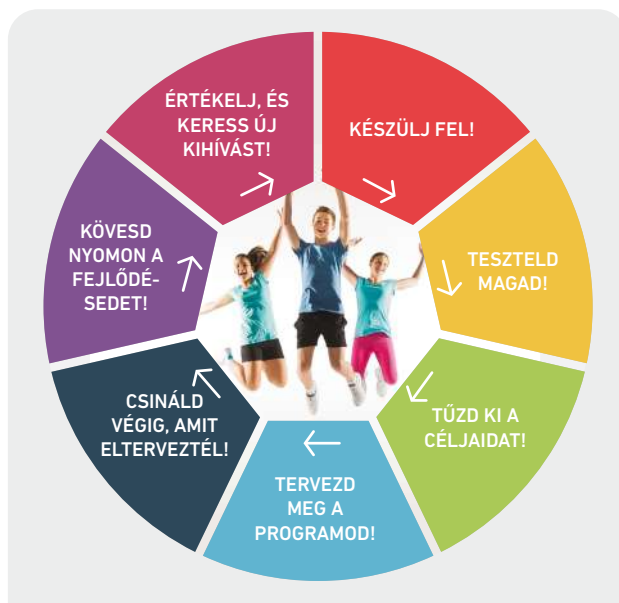 KÉSZÜLJ FEL!
TESZTELD
MAGAD!
TŰZD KI A
CÉLJAIDAT!
TERVEZD
MEG A
PROGRAMOD!
CSINÁLD
VÉGIG, AMIT
ELTERVEZTÉL!
KÖVESD
NYOMON A
FEJLŐDÉ-
SEDET!
ÉRTÉKELJ, ÉS
KERESS ÚJ
KIHÍVÁST!